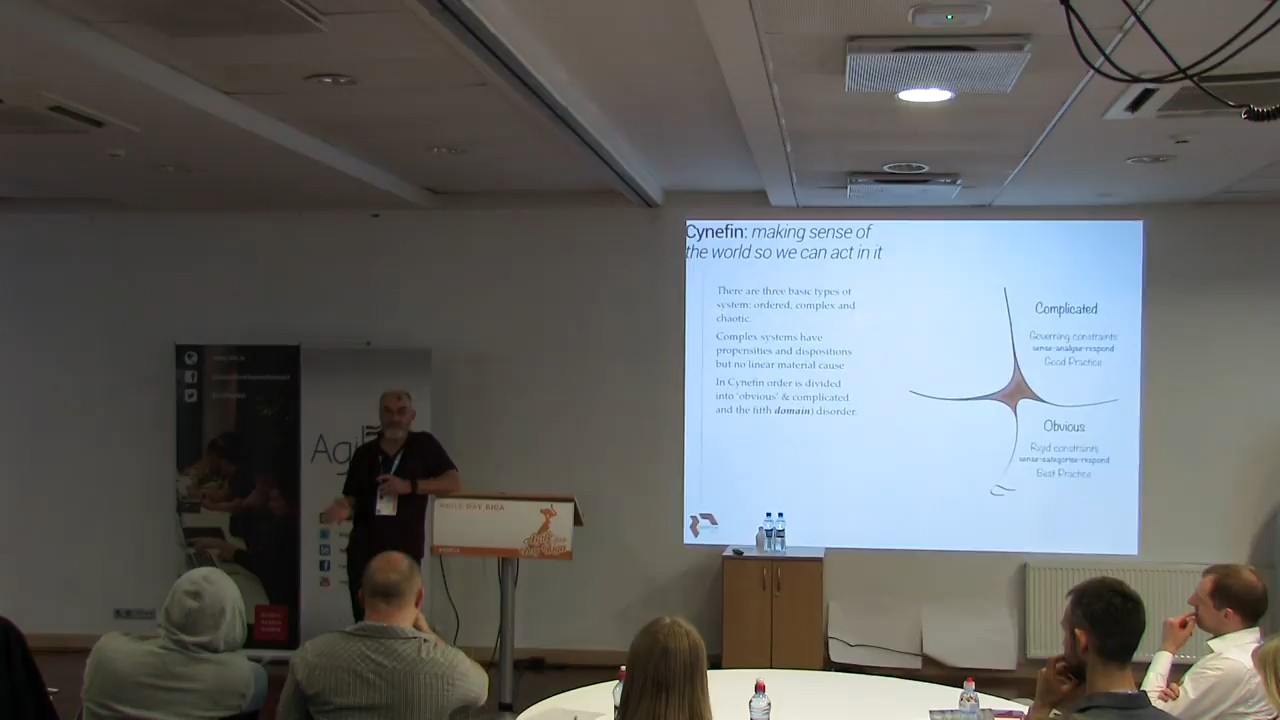 Cynefin: making sense of
the world so we can act in it
There are three basic types of
system: ordered, complex and
chaotic.
Complex systems have
propensities and dispositions
but no linear material cause
In Cynefin order is divided
into 'obvious' & complicated
and the fifth domain) disorder.
Complicated
Governing constraints
sense-analyse-respond
Good Practice
Obvious
Rigid constraints
sense-categorise-respond
Best Practice
Agil
AGILE DAY RIGA